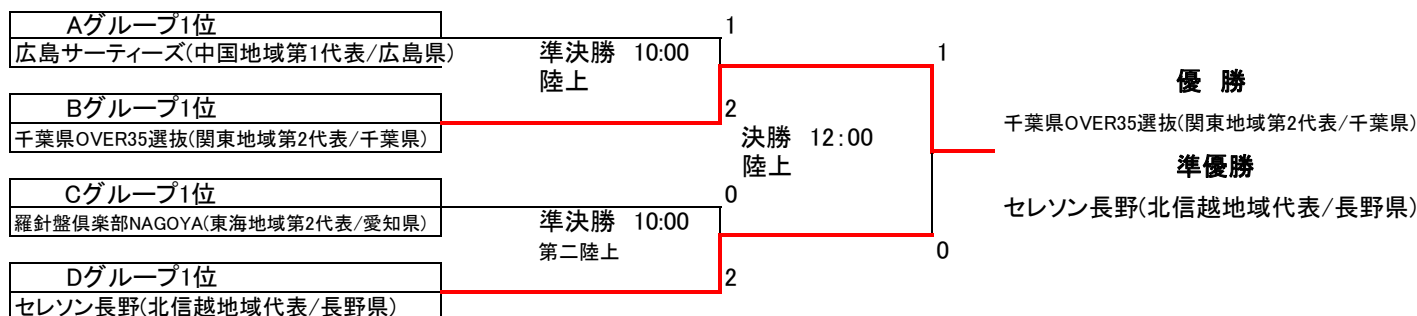 Aグループ1位
広島サーティーズ(中国地域第1代表/広島県)
1
準決勝 10:00
陸上
1
Bグループ1位
千葉県OVER35選抜(関東地域第2代表/千葉県)
2
決勝 12:00
陸上
優 勝
千葉県OVER35選抜(関東地域第2代表/千葉県)
準優勝
セレソン長野(北信越地域代表/長野県)
Cグループ1位
羅針盤倶楽部NAGOYA(東海地域第2代表/愛知県)
0
準決勝 10:00
第二陸上
0
Dグループ1位
セレソン長野(北信越地域代表/長野県)
2